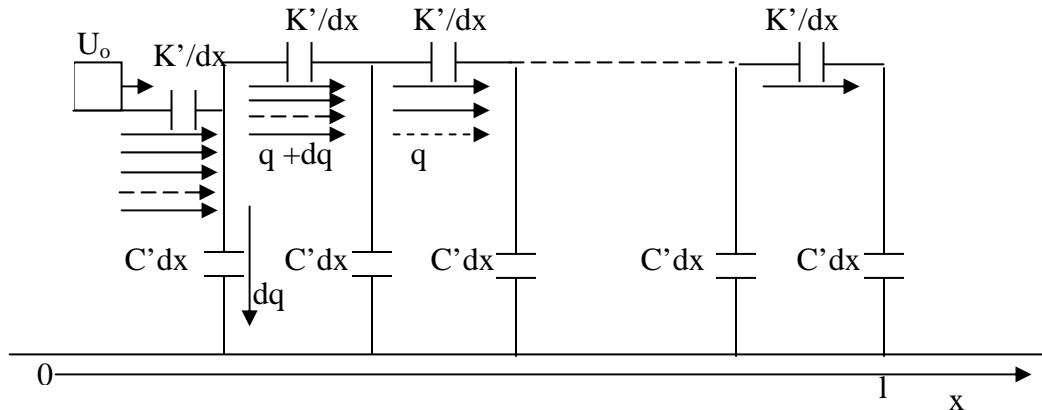 K’/dx K’/dx K’/dx
Uₒ K’/dx
q +dq q
C’dx C’dx C’dx C’dx C’dx
dq
0 l
x